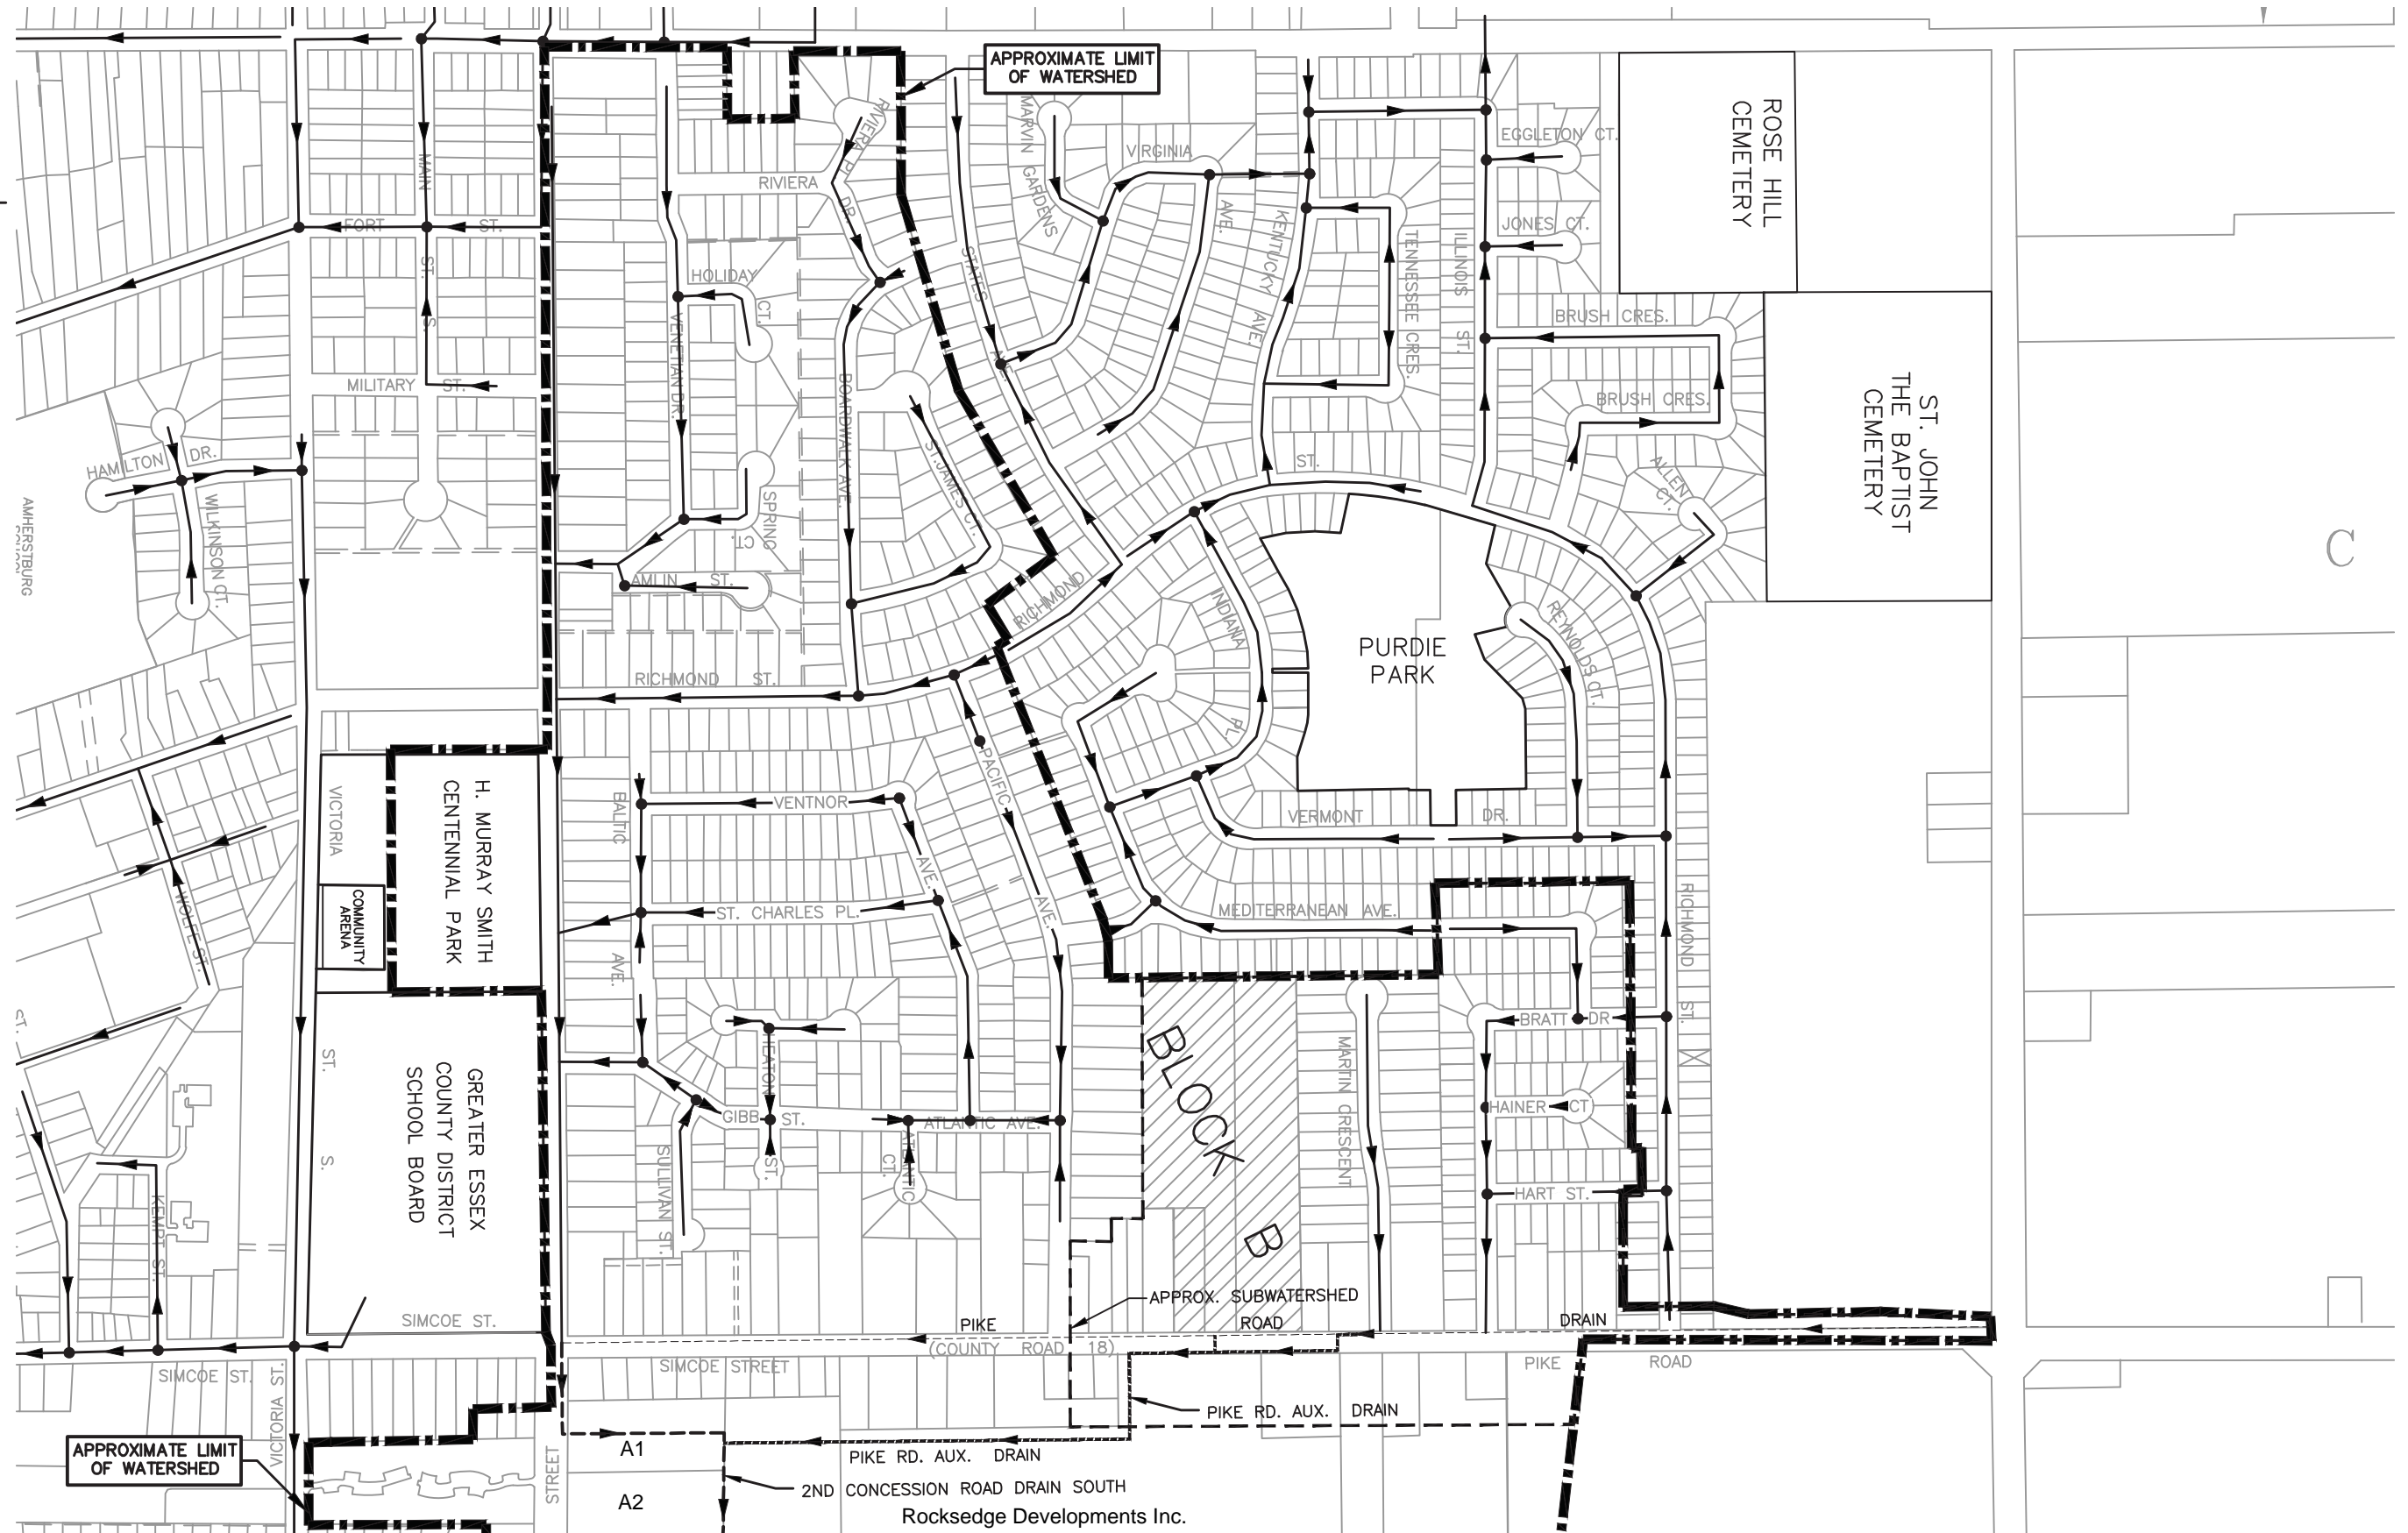 APPROXIMATE LIMIT
OF WATERSHED
ROSE HILL
CEMETERY
ST. JOHN
THE BAPTIST
CEMETERY
C
RIVIERA PL.
RIVIERA
DR.
MARVIN GARDENS
VIRGINIA
AVE.
STATES
AVE.
KENTUCKY AVE.
TENNESSEE CRES.
ILLINOIS
ST.
EGGLETON CT.
JONES CT.
BRUSH CRES.
BRUSH CRES.
ALLEN
CT.
MAIN
ST.
S.
FORT
ST.
MILITARY
ST.
HOLIDAY
CT.
VENETIAN DR.
BOARDWALK AVE.
ST.JAMES CT.
SPRING
CT.
HAMILTON
DR.
WILKINSON CT.
AMHERSTBURG
AMLIN
ST.
RICHMOND
ST.
RICHMOND
ST.
INDIANA
PL.
PURDIE
PARK
REYNOLDS CT.
VERMONT
DR.
MEDITERRANEAN AVE.
RICHMOND
ST.
PACIFIC
AVE.
BALTIC
AVE.
VENTNOR
AVE.
ST. CHARLES PL.
VICTORIA
ST.
S.
H. MURRAY SMITH
CENTENNIAL PARK
COMMUNITY
ARENA
WOLFE ST.
ST.
GREATER ESSEX
COUNTY DISTRICT
SCHOOL BOARD
HEATON
ST.
GIBB
ST.
SULLIVAN ST.
ATLANTIC AVE.
ATLANTIC
CT.
BLOCK
B
MARTIN CRESCENT
BRATT
DR
HAINER
CT
HART ST.
KEMPT ST.
SIMCOE ST.
APPROX. SUBWATERSHED
PIKE
ROAD
DRAIN
(COUNTY ROAD 18)
SIMCOE ST.
SIMCOE STREET
PIKE
ROAD
VICTORIA ST.
PIKE RD. AUX. DRAIN
APPROXIMATE LIMIT
OF WATERSHED
STREET
A1
PIKE RD. AUX. DRAIN
A2
2ND CONCESSION ROAD DRAIN SOUTH
Rocksedge Developments Inc.